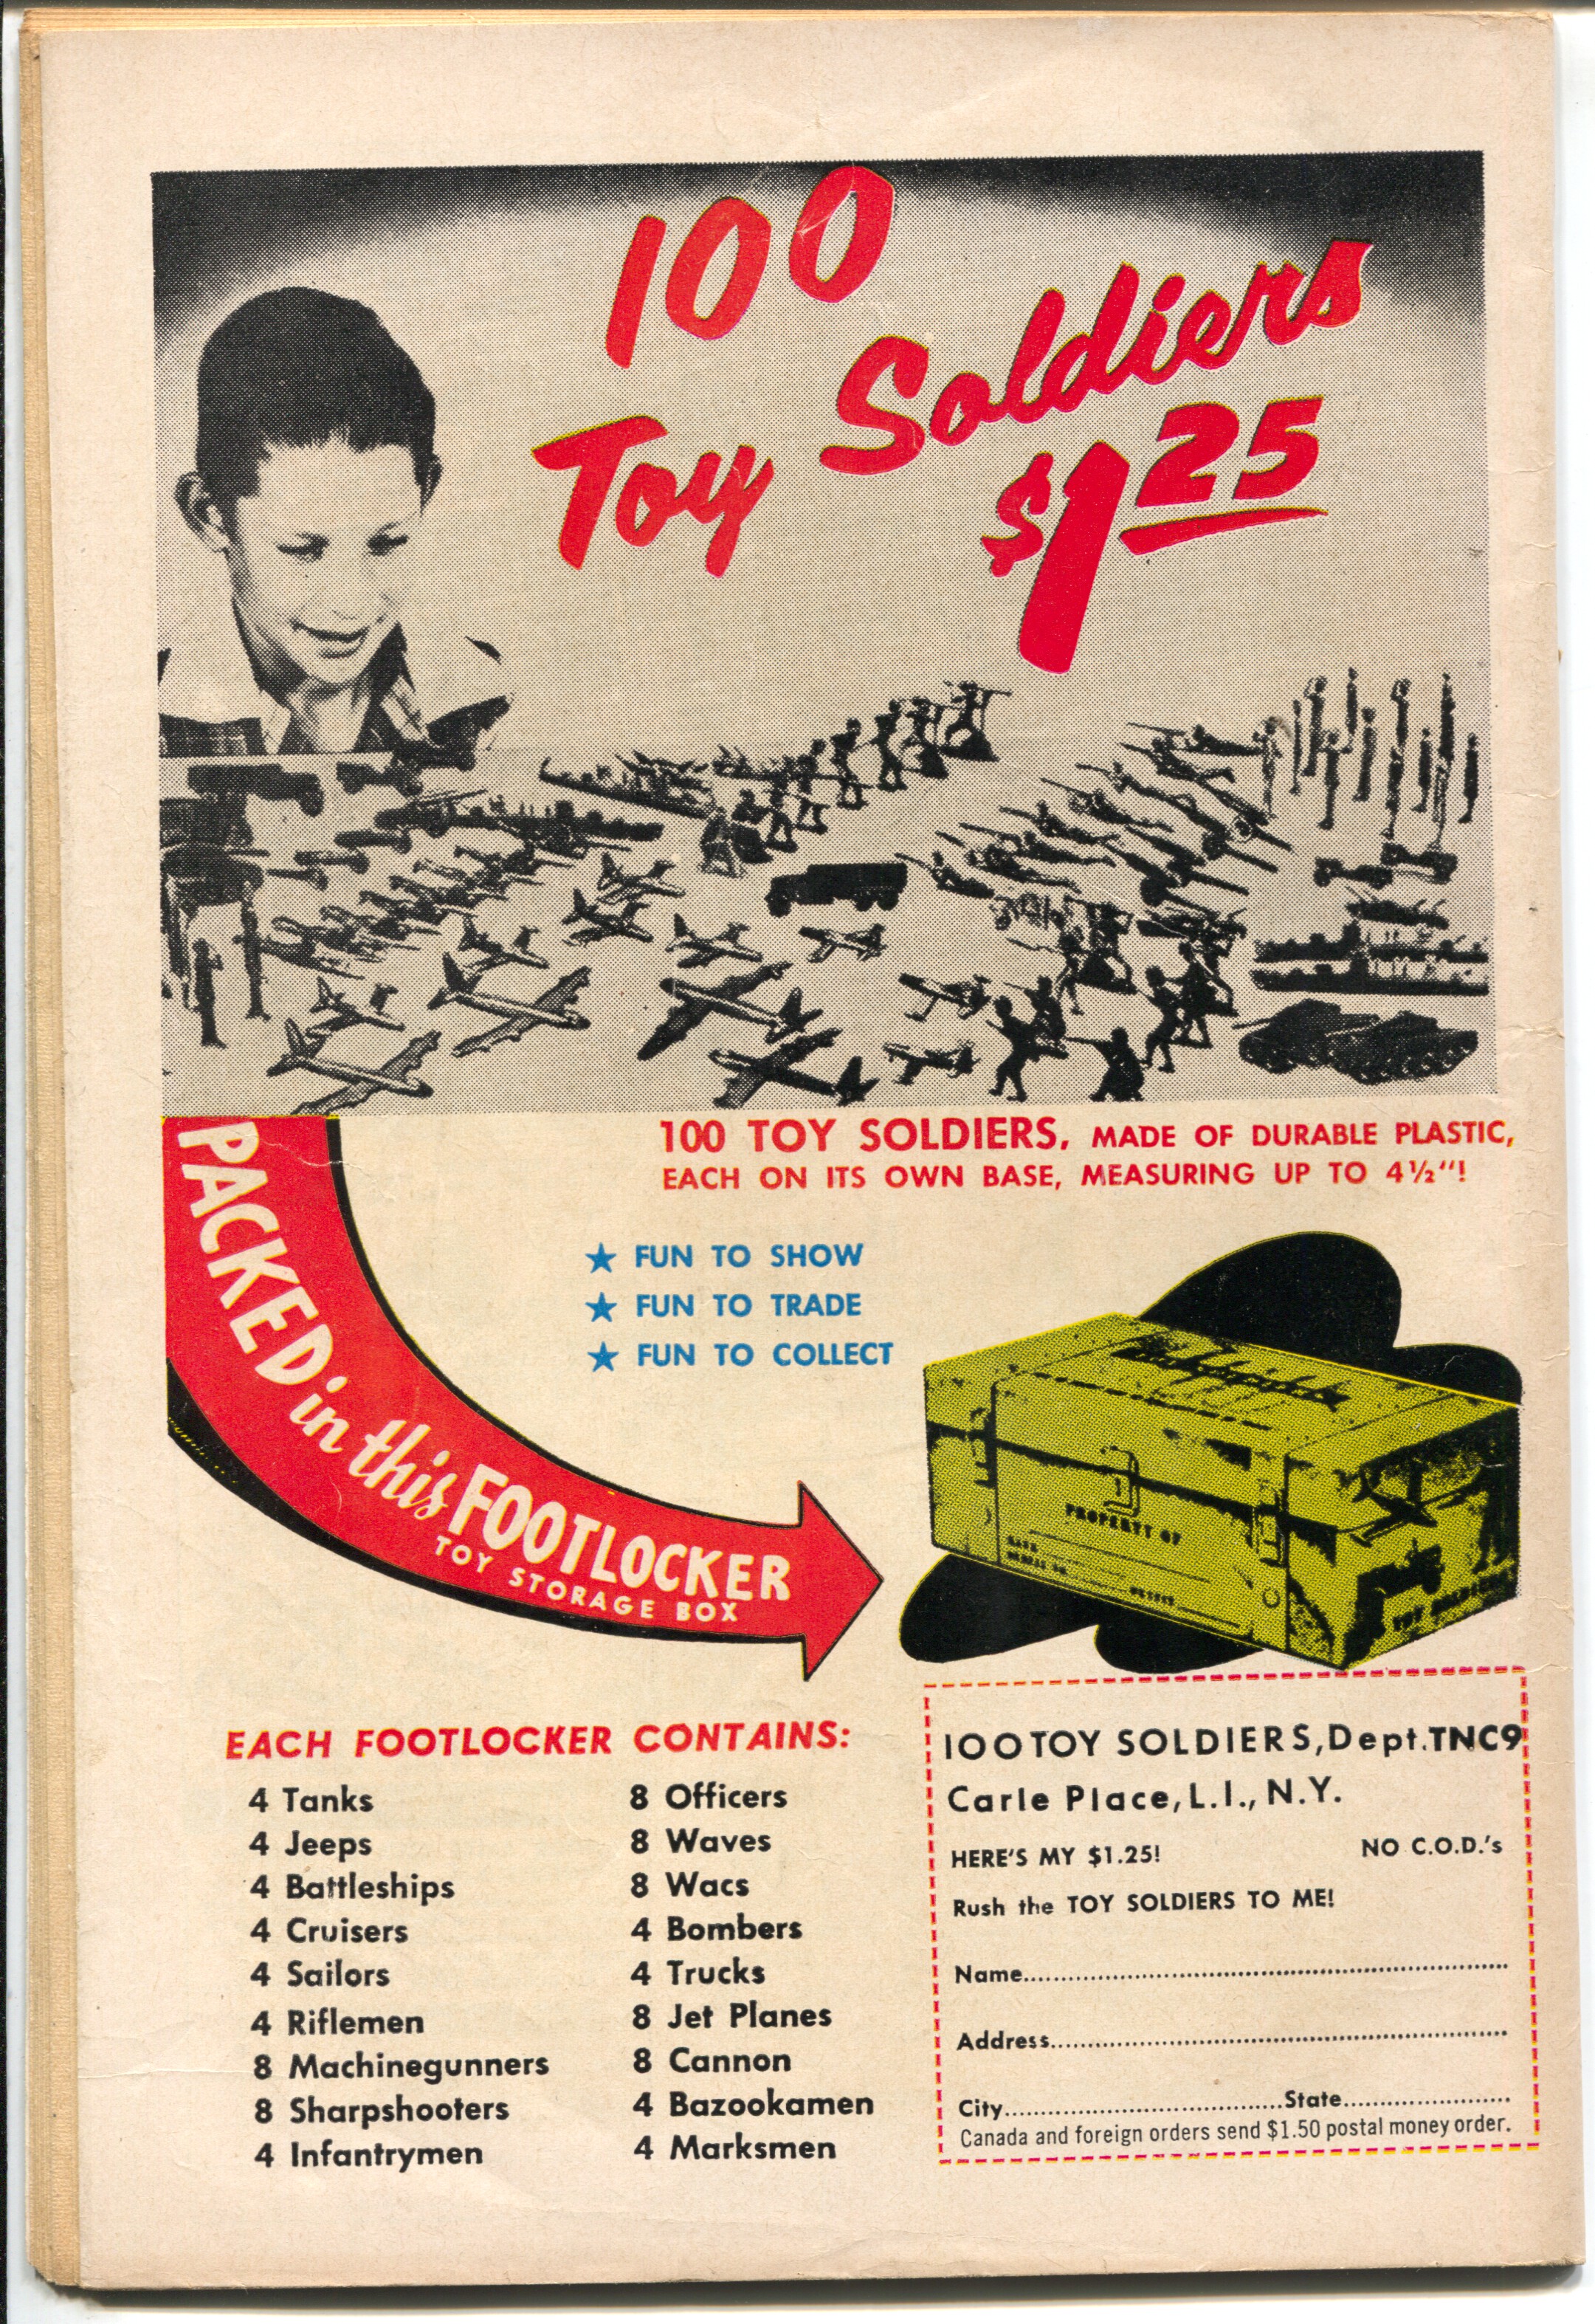 100
Toy Soldiers
$1.25
100 TOY SOLDIERS, MADE OF DURABLE PLASTIC,
EACH ON ITS OWN BASE, MEASURING UP TO 4½"!
PACKED in this FOOTLOCKER
TOY STORAGE BOX
★ FUN TO SHOW
★ FUN TO TRADE
★ FUN TO COLLECT
PROPERTY OF
TOY SOLDIERS
EACH FOOTLOCKER CONTAINS:
4 Tanks
4 Jeeps
4 Battleships
4 Cruisers
4 Sailors
4 Riflemen
8 Machinegunners
8 Sharpshooters
4 Infantrymen
8 Officers
8 Waves
8 Wacs
4 Bombers
4 Trucks
8 Jet Planes
8 Cannon
4 Bazookamen
4 Marksmen
100 TOY SOLDIERS, Dept. TNC9
Carle Place, L.I., N.Y.
HERE'S MY $1.25! NO C.O.D.'s
Rush the TOY SOLDIERS TO ME!
Name
Address
City State
Canada and foreign orders send $1.50 postal money order.